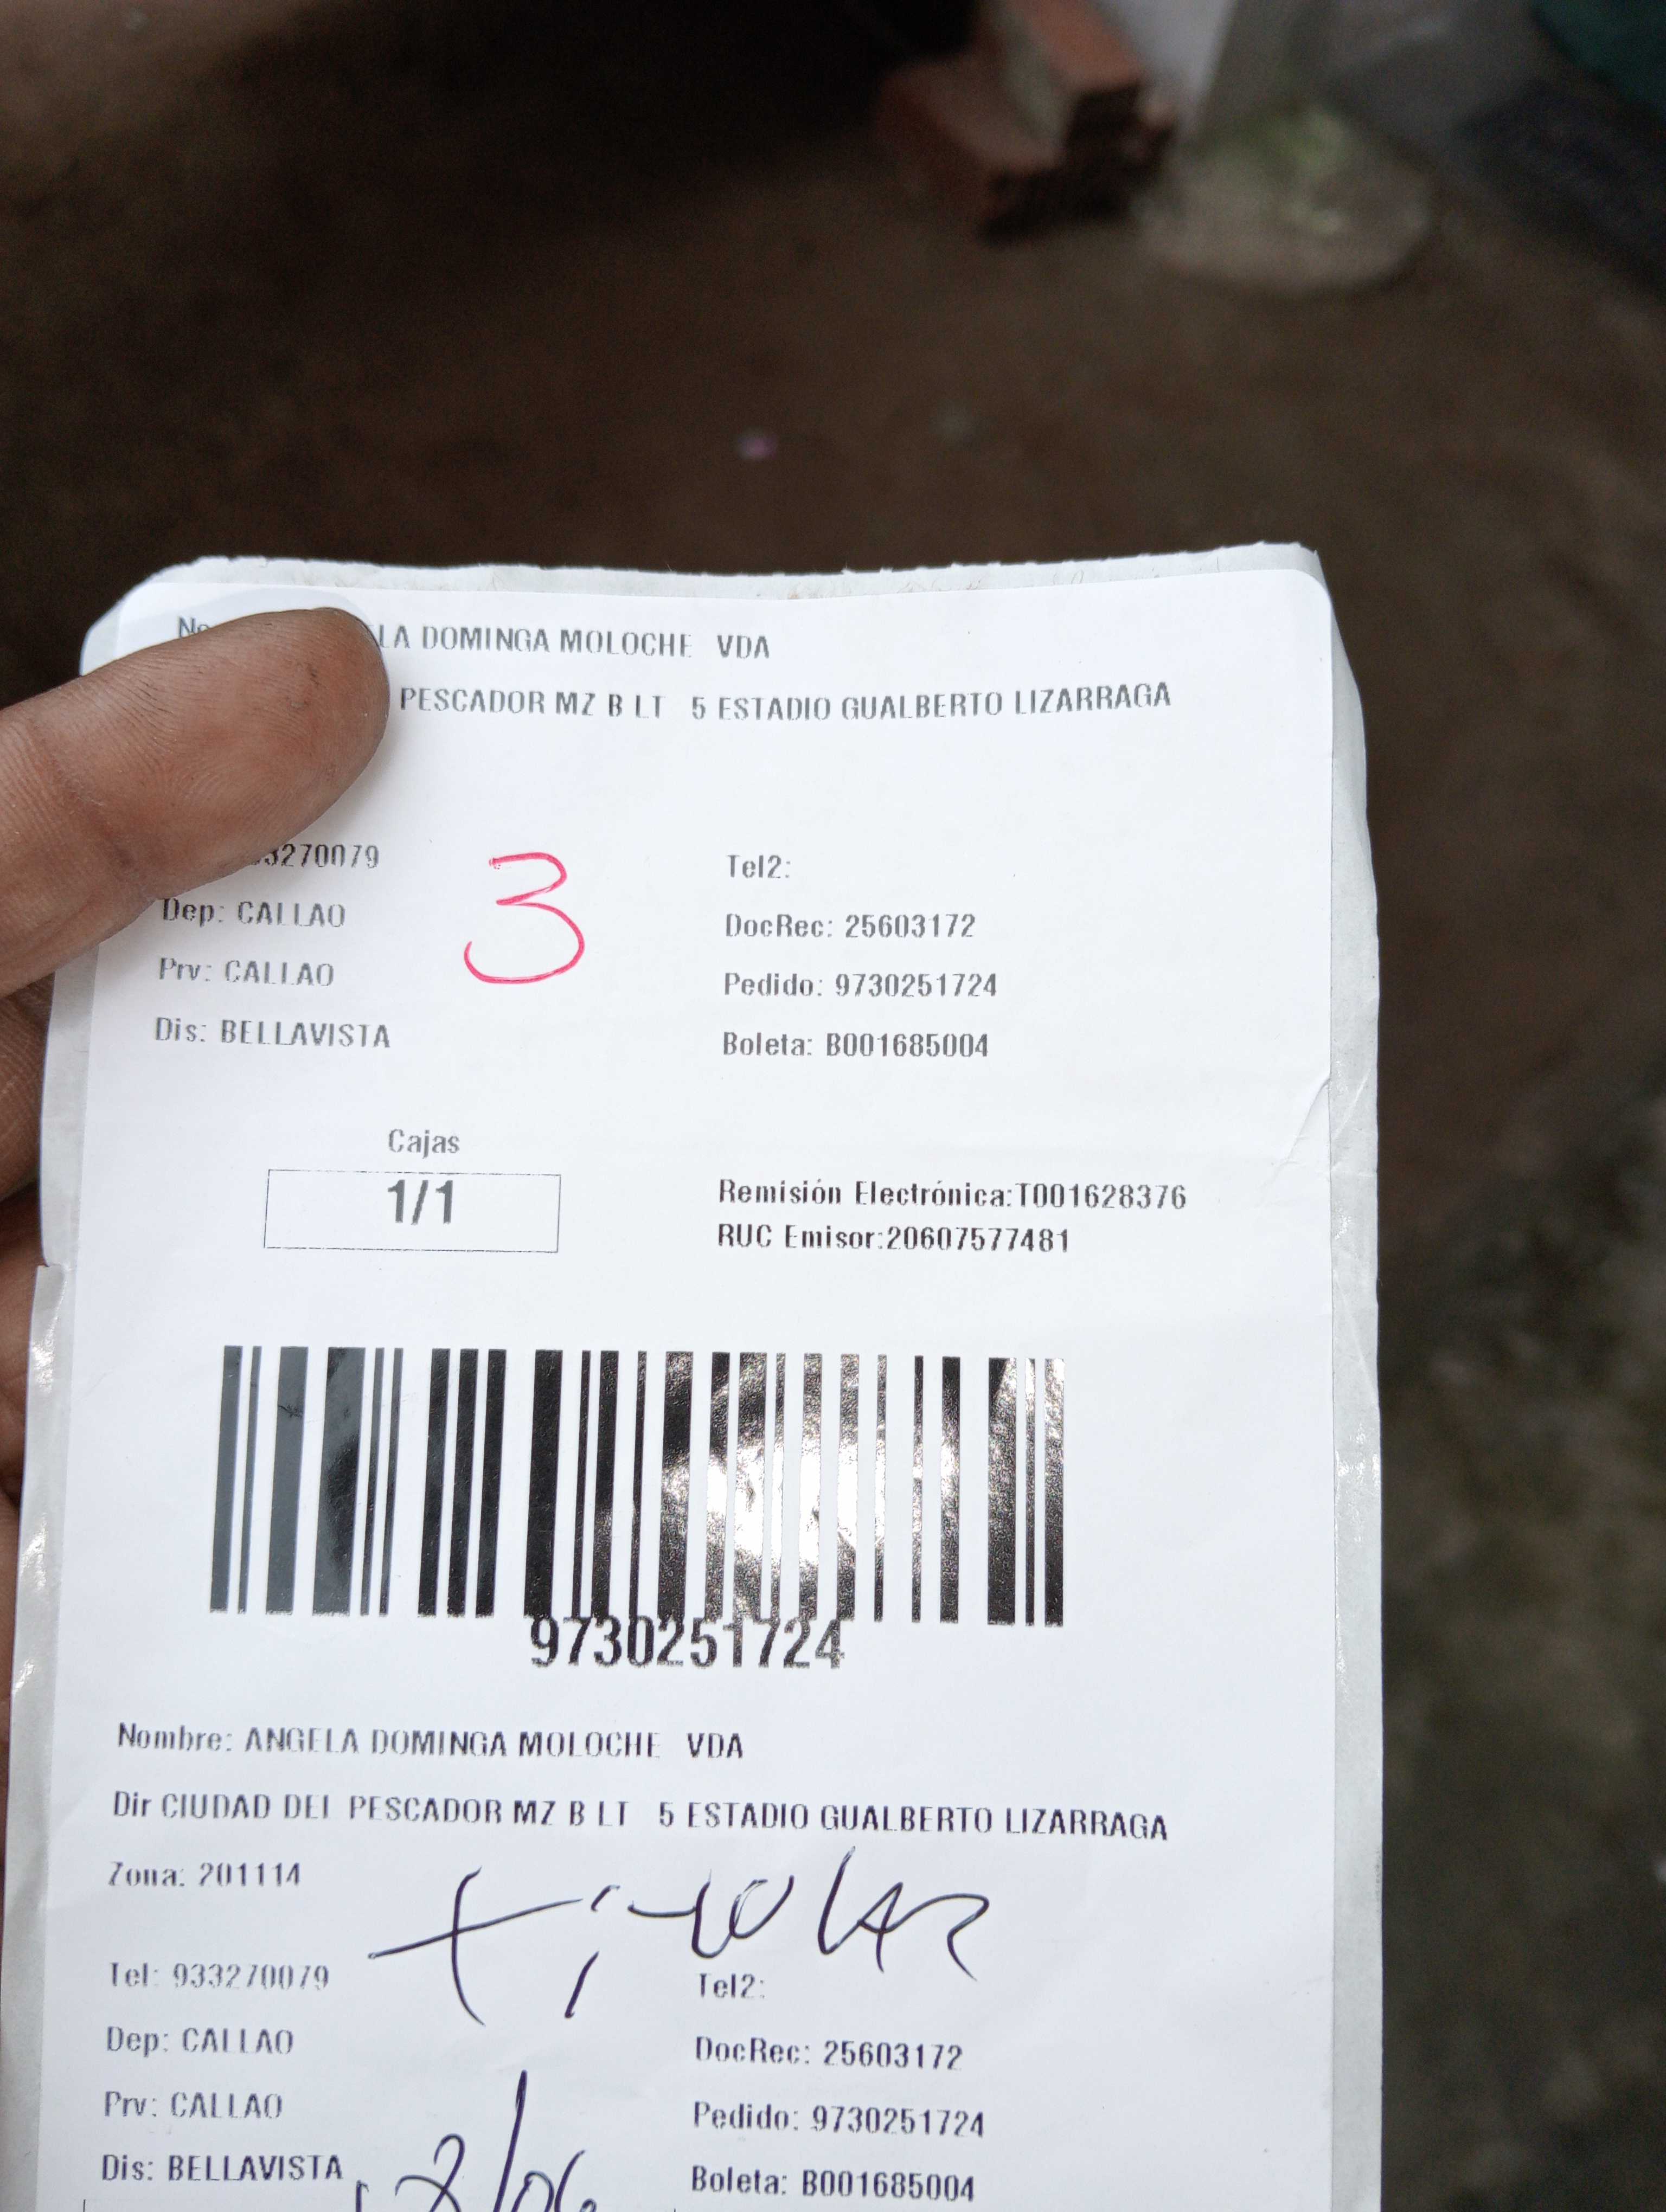 LA DOMINGA MOLOCHE VDA
PESCADOR MZ B LT 5 ESTADIO GUALBERTO LIZARRAGA
3270079
3
Tel2:
Dep: CALLAO
DocRec: 25603172
Prv: CALLAO
Pedido: 9730251724
Dis: BELLAVISTA
Boleta: B001685004
Cajas
1/1
Remisión Electrónica:T001628376
RUC Emisor:20607577481
9730251724
Nombre: ANGELA DOMINGA MOLOCHE VDA
Dir CIUDAD DEL PESCADOR MZ B LT 5 ESTADIO GUALBERTO LIZARRAGA
Zona: 201114
Tel: 933270079
Tel2:
Dep: CALLAO
DocRec: 25603172
Prv: CALLAO
Pedido: 9730251724
Dis: BELLAVISTA
Boleta: B001685004